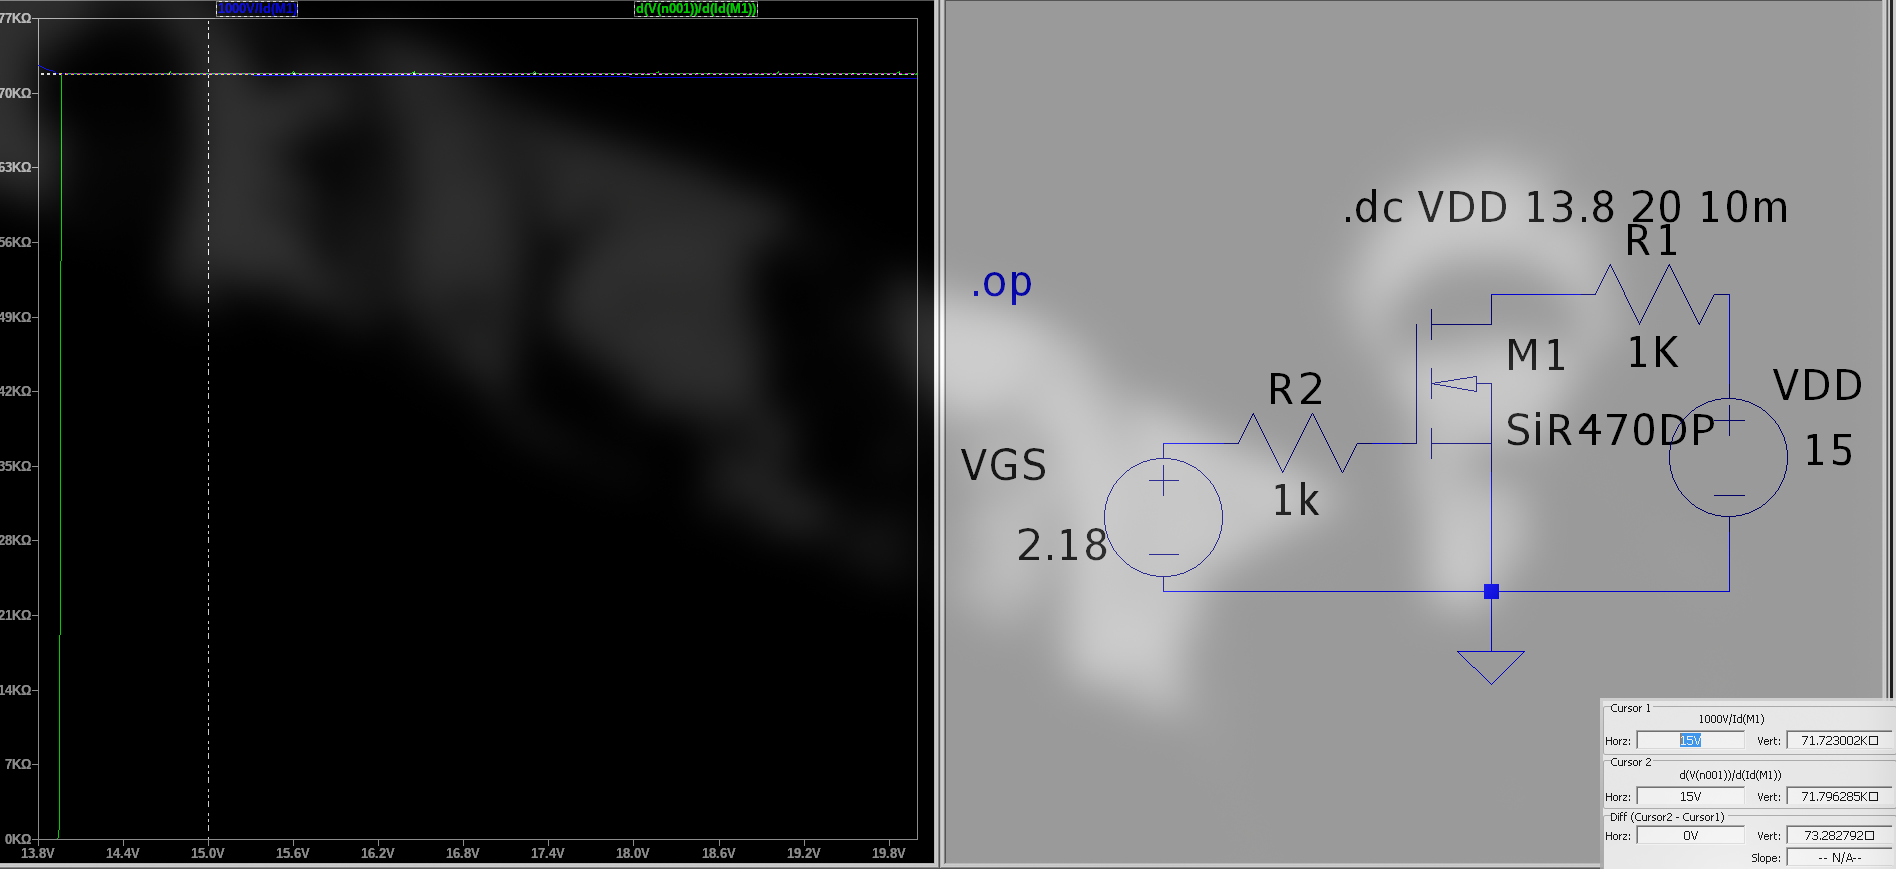 1000V/Id(M1)
d(V(n001))/d(Id(M1))
77KΩ
70KΩ
63KΩ
56KΩ
49KΩ
42KΩ
35KΩ
28KΩ
21KΩ
14KΩ
7KΩ
0KΩ
13.8V 14.4V 15.0V 15.6V 16.2V 16.8V 17.4V 18.0V 18.6V 19.2V 19.8V
.dc VDD 13.8 20 10m
R1
.op
1K
M1
R2
VDD
SiR470DP
15
VGS
1k
2.18
Cursor 1
1000V/Id(M1)
Horz: 15V Vert: 71.723002K□
Cursor 2
d(V(n001))/d(Id(M1))
Horz: 15V Vert: 71.796285K□
Diff (Cursor2 - Cursor1)
Horz: 0V Vert: 73.282792□
Slope: -- N/A--